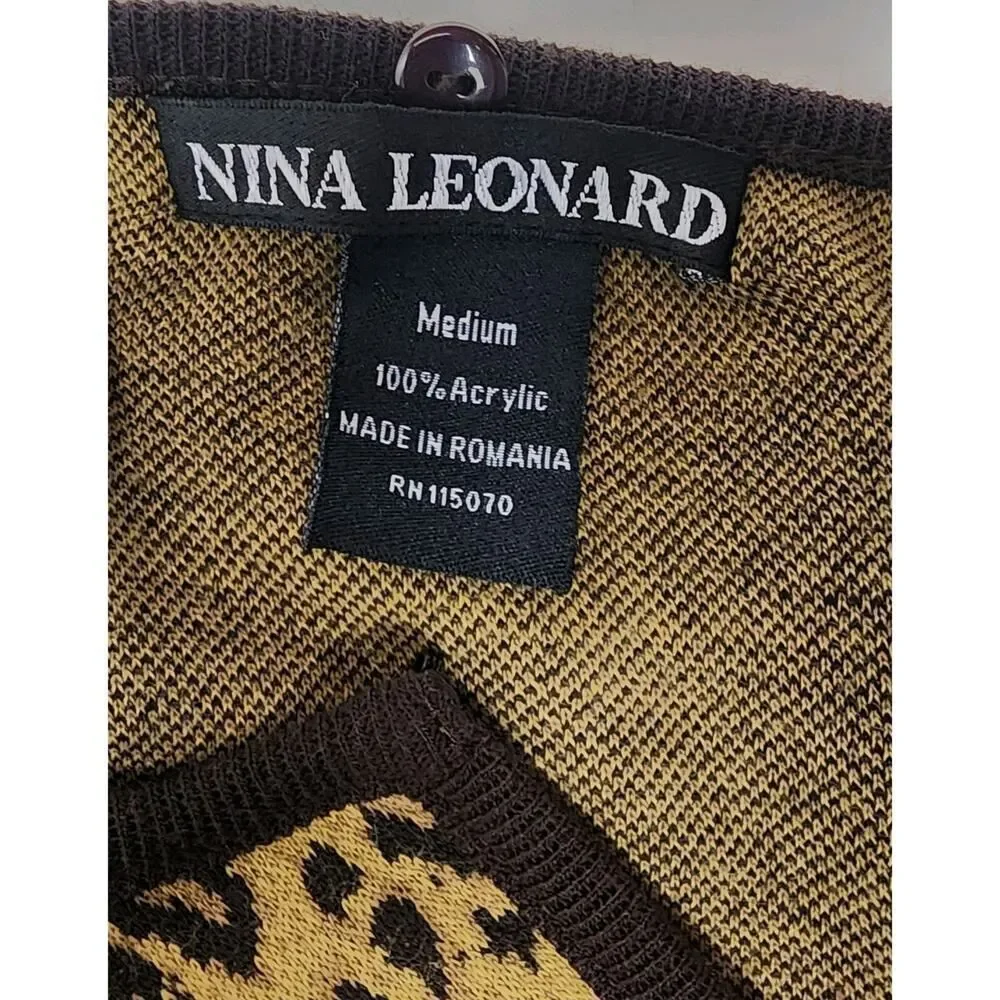 NINA LEONARD
Medium
100% Acrylic
MADE IN ROMANIA
RN 115070